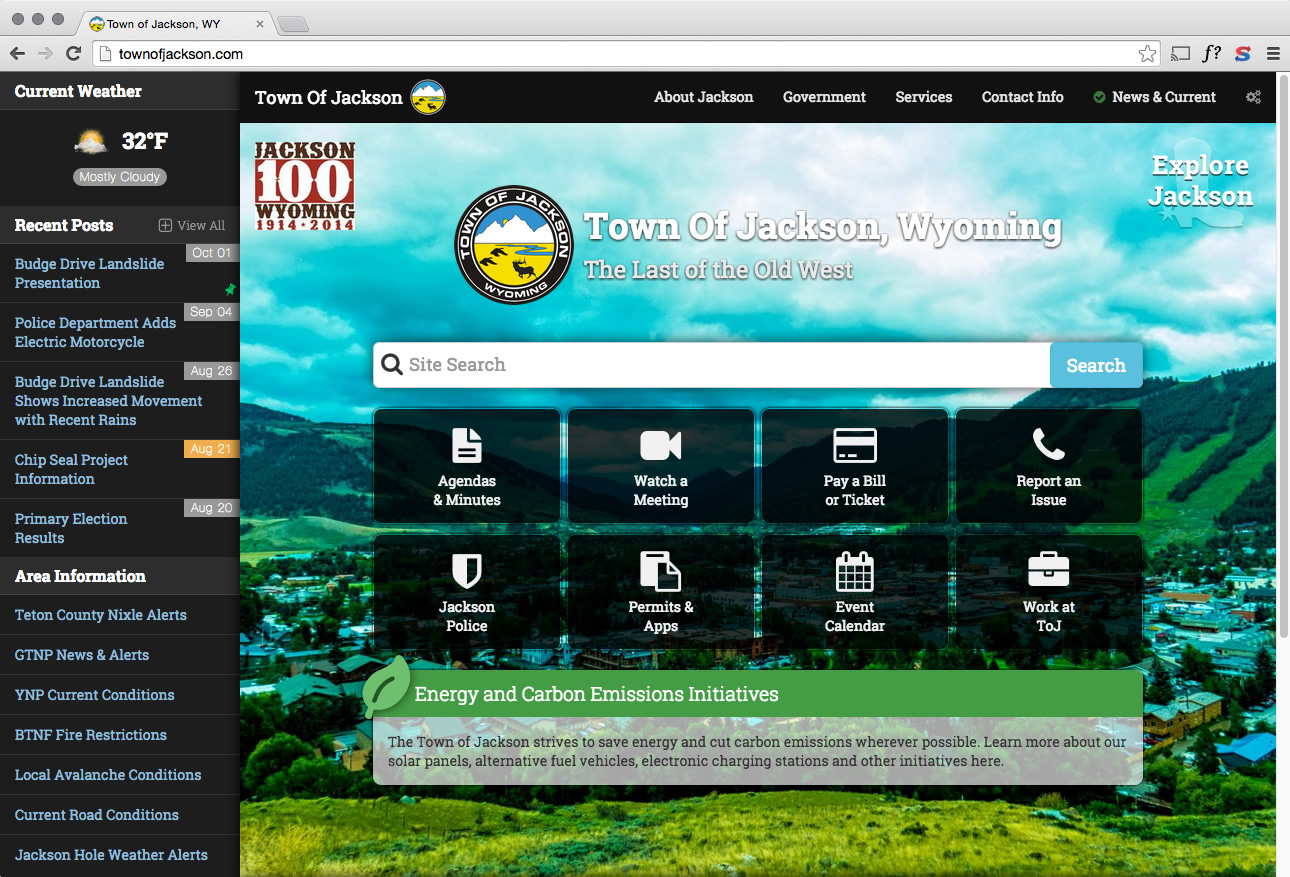 Town of Jackson, WY
townofjackson.com
f?
Current Weather
32°F
Mostly Cloudy
Recent Posts
View All
Oct 01
Budge Drive Landslide
Presentation
Sep 04
Police Department Adds
Electric Motorcycle
Aug 26
Budge Drive Landslide
Shows Increased Movement
with Recent Rains
Aug 21
Chip Seal Project
Information
Aug 20
Primary Election
Results
Area Information
Teton County Nixle Alerts
GTNP News & Alerts
YNP Current Conditions
BTNF Fire Restrictions
Local Avalanche Conditions
Current Road Conditions
Jackson Hole Weather Alerts
Town Of Jackson
About Jackson
Government
Services
Contact Info
News & Current
JACKSON
100
WYOMING
1914★2014
Explore
Jackson
TOWN OF JACKSON
WYOMING
Town Of Jackson, Wyoming
The Last of the Old West
Site Search
Search
Agendas
& Minutes
Watch a
Meeting
Pay a Bill
or Ticket
Report an
Issue
Jackson
Police
Permits &
Apps
Event
Calendar
Work at
ToJ
Energy and Carbon Emissions Initiatives
The Town of Jackson strives to save energy and cut carbon emissions wherever possible. Learn more about our
solar panels, alternative fuel vehicles, electronic charging stations and other initiatives here.